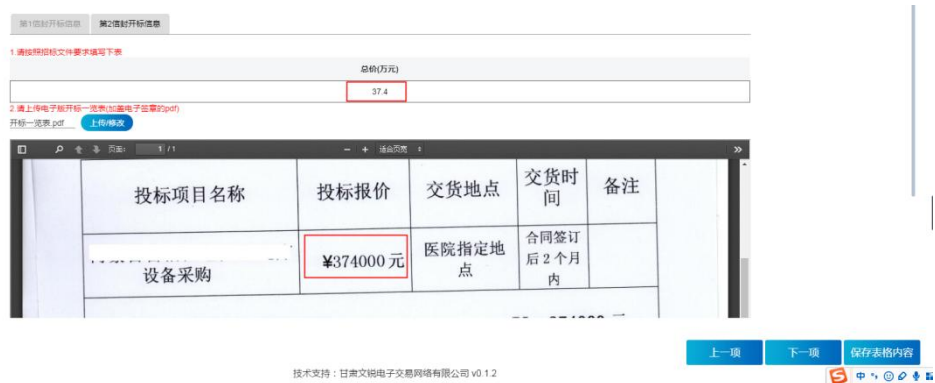 第1信封开标信息 第2信封开标信息
1.请按照招标文件要求填写下表
总价(万元)
37.4
2.请上传电子版开标一览表(加盖电子签章的pdf)
开标一览表.pdf 上传/修改
页面: 1 / 1 − + 适合页宽
投标项目名称 投标报价 交货地点 交货时间 备注
设备采购 ¥374000元 医院指定地点 合同签订后2个月内
上一项 下一项 保存表格内容
技术支持：甘肃文锐电子交易网络有限公司 v0.1.2
中